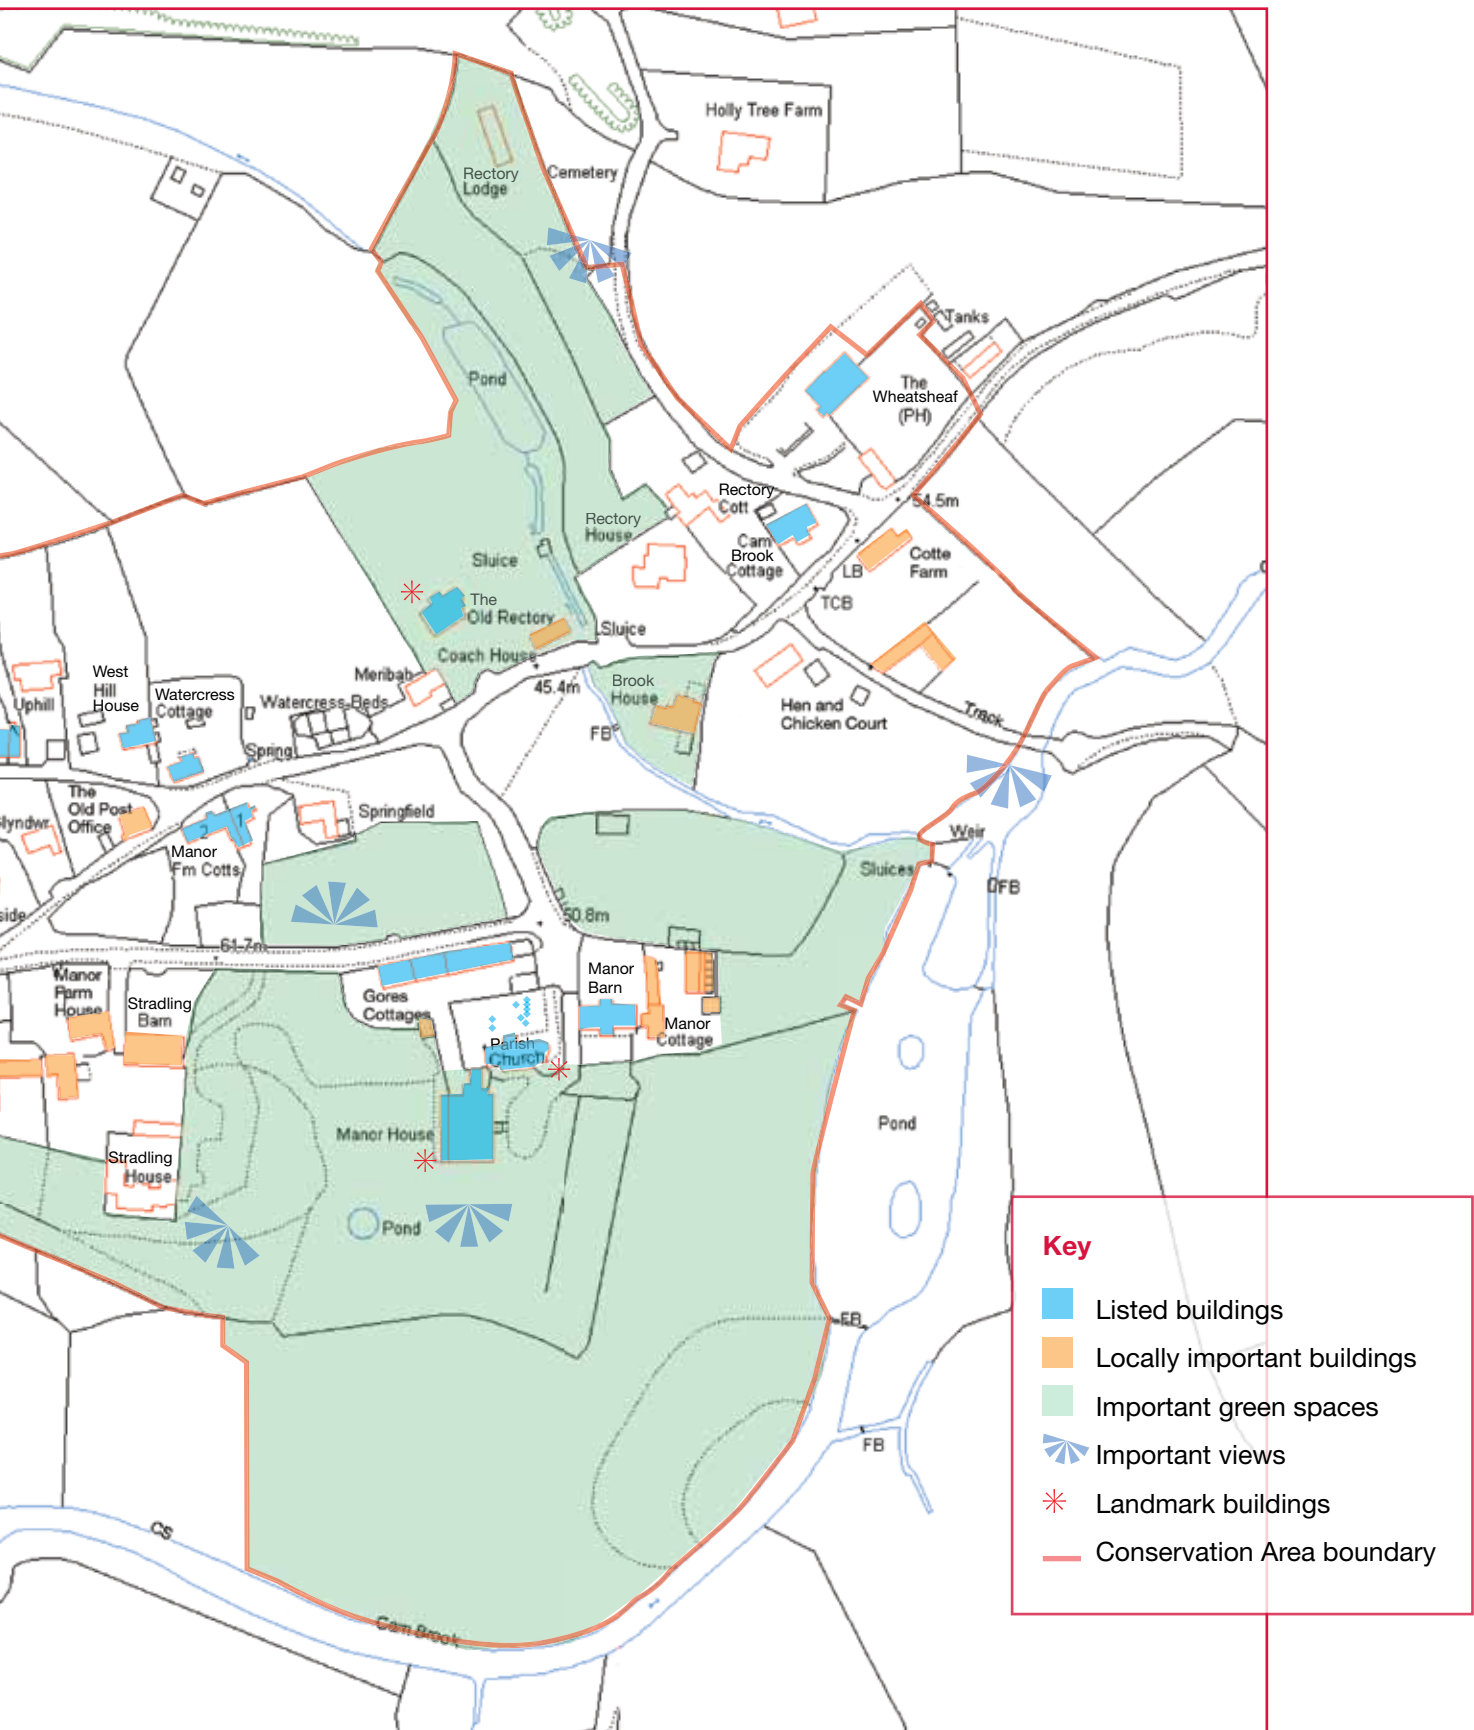 Holly Tree Farm
Rectory
Lodge
Cemetery
Tanks
Pond
The
Wheatsheaf
(PH)
Rectory
Cott
54.5m
Rectory
House
Cam
Brook
Cottage
Cotte
Farm
LB
TCB
Sluice
The
Old Rectory
Sluice
Coach House
Meribah
45.4m
Brook
House
FB
Hen and
Chicken Court
Track
West
Hill
House
Uphill
Watercress
Cottage
Watercress Beds
Spring
The
Old Post
Office
Glyndwr
2
1
Manor
Fm Cotts
Springfield
Weir
Sluices
FB
side
61.7m
50.8m
Manor
Farm
House
Stradling
Barn
Gores
Cottages
Manor
Barn
Parish
Church
Manor
Cottage
Manor House
Pond
Stradling
House
Pond
FB
FB
CS
Cam Brook
Key
Listed buildings
Locally important buildings
Important green spaces
Important views
Landmark buildings
Conservation Area boundary